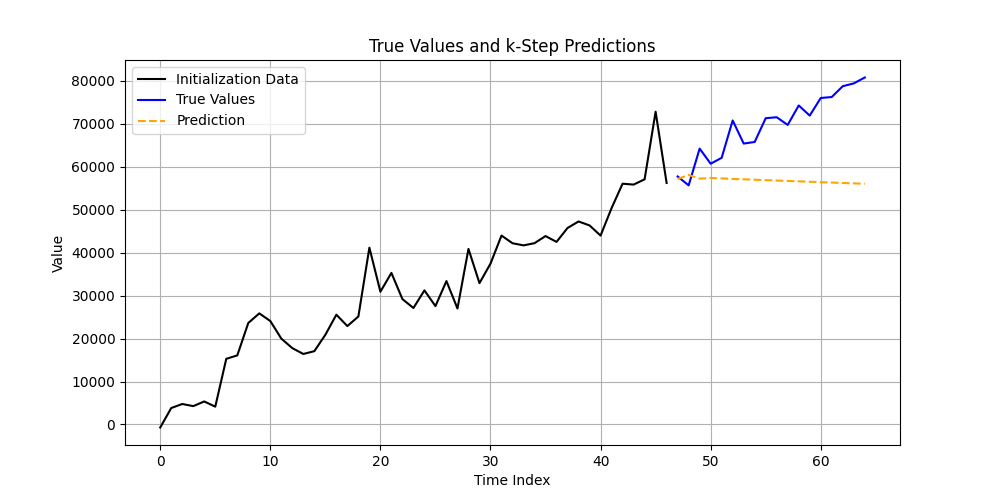 True Values and k-Step Predictions
Initialization Data
True Values
Prediction
80000
70000
60000
50000
40000
30000
20000
10000
0
Value
0 10 20 30 40 50 60
Time Index